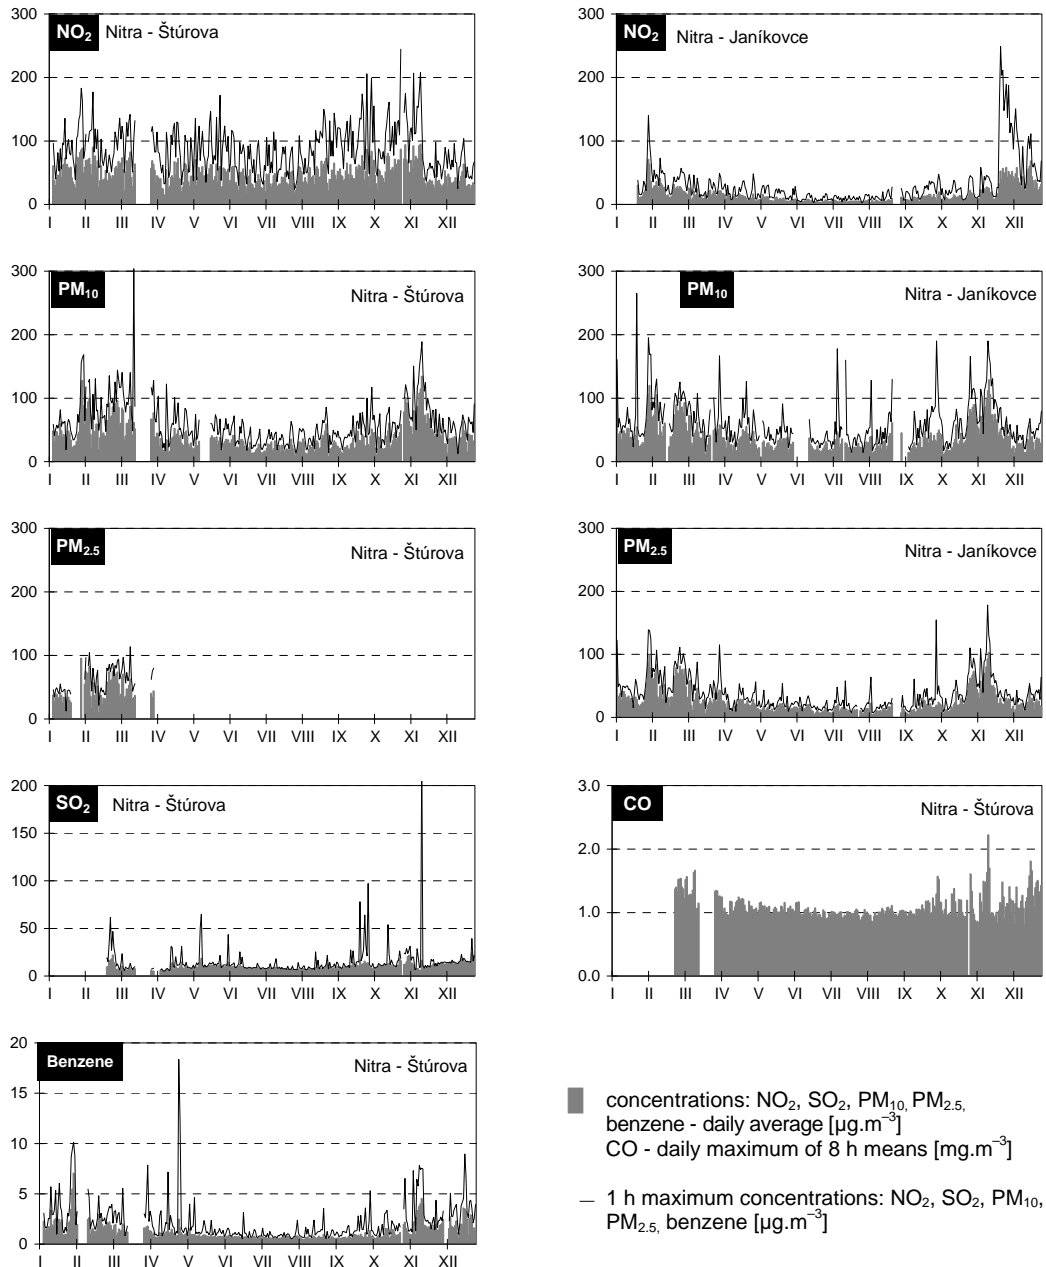 NO₂ Nitra - Štúrova
300
200
100
0
I II III IV V VI VII VIII IX X XI XII
NO₂ Nitra - Janíkovce
300
200
100
0
I II III IV V VI VII VIII IX X XI XII
PM₁₀ Nitra - Štúrova
300
200
100
0
I II III IV V VI VII VIII IX X XI XII
PM₁₀ Nitra - Janíkovce
300
200
100
0
I II III IV V VI VII VIII IX X XI XII
PM₂.₅ Nitra - Štúrova
300
200
100
0
I II III IV V VI VII VIII IX X XI XII
PM₂.₅ Nitra - Janíkovce
300
200
100
0
I II III IV V VI VII VIII IX X XI XII
SO₂ Nitra - Štúrova
200
150
100
50
0
I II III IV V VI VII VIII IX X XI XII
CO Nitra - Štúrova
3.0
2.0
1.0
0.0
I II III IV V VI VII VIII IX X XI XII
Benzene Nitra - Štúrova
20
15
10
5
0
I II III IV V VI VII VIII IX X XI XII
concentrations: NO₂, SO₂, PM₁₀, PM₂.₅,
benzene - daily average [µg.m⁻³]
CO - daily maximum of 8 h means [mg.m⁻³]
— 1 h maximum concentrations: NO₂, SO₂, PM₁₀,
PM₂.₅, benzene [µg.m⁻³]